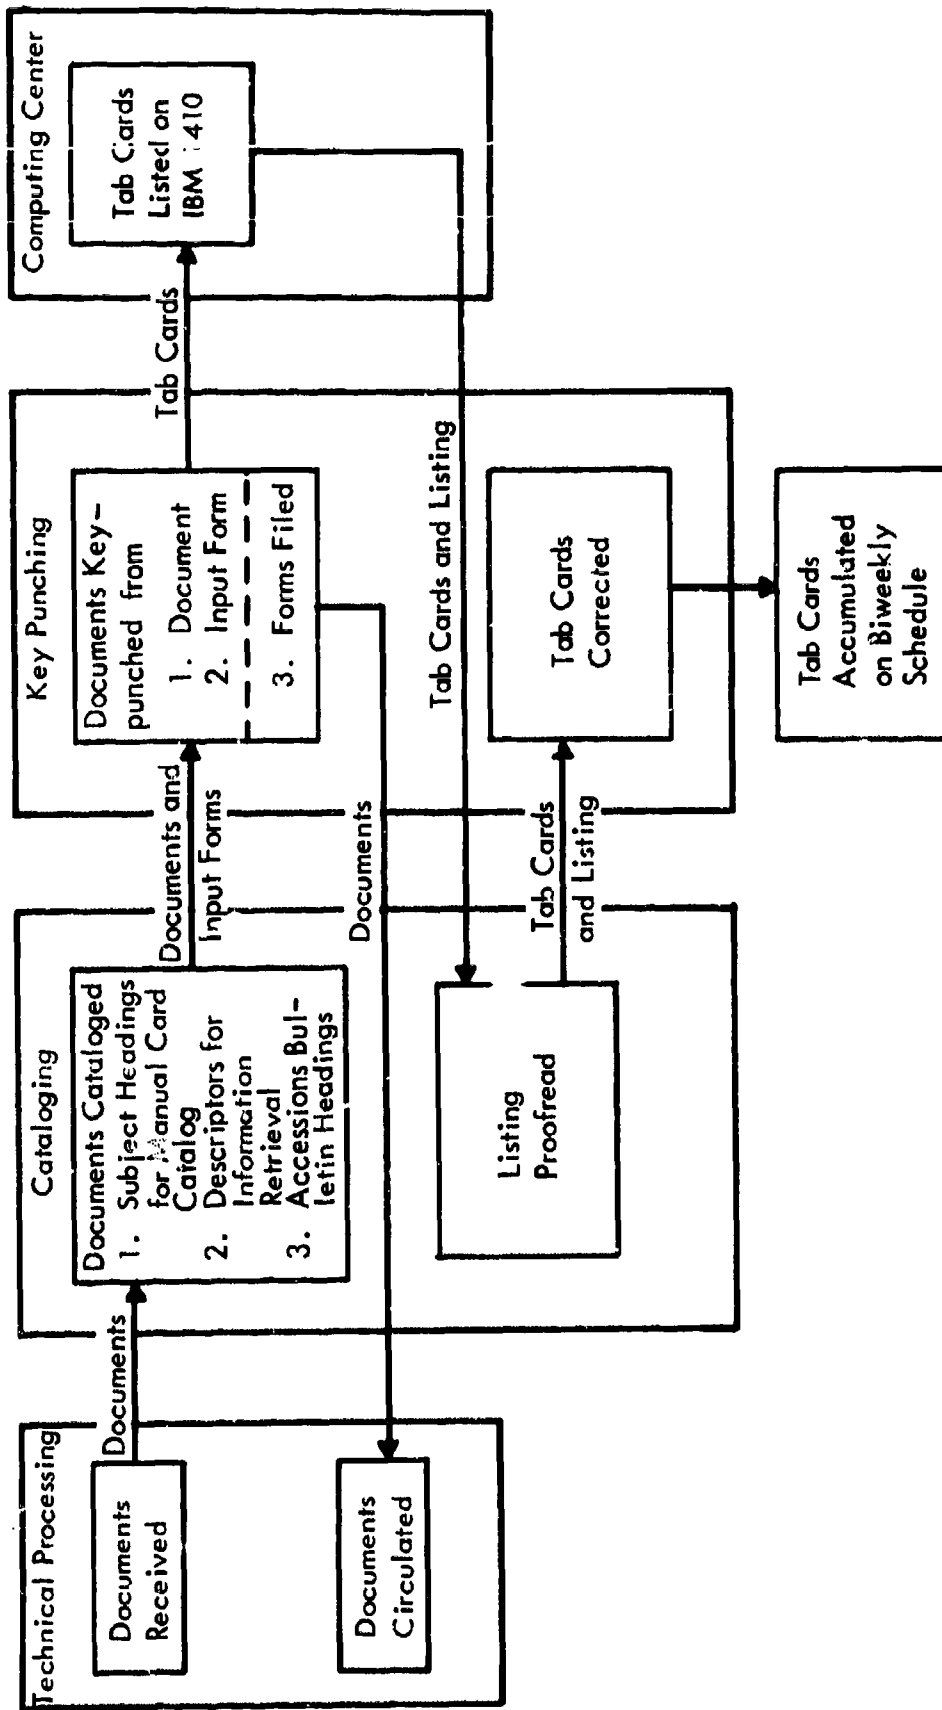 Technical Processing
Documents
Received
Documents
Circulated
Documents
Cataloging
Documents Cataloged
1. Subject Headings
for Manual Card
Catalog
2. Descriptors for
Information
Retrieval
3. Accessions Bul-
letin Headings
Listing
Proofread
Documents and
Input Forms
Documents
Tab Cards
and Listing
Key Punching
Documents Key-
punched from
1. Document
2. Input Form
3. Forms Filed
Tab Cards
Corrected
Tab Cards and Listing
Tab Cards
Accumulated
on Biweekly
Schedule
Tab Cards
Computing Center
Tab Cards
Listed on
IBM 410